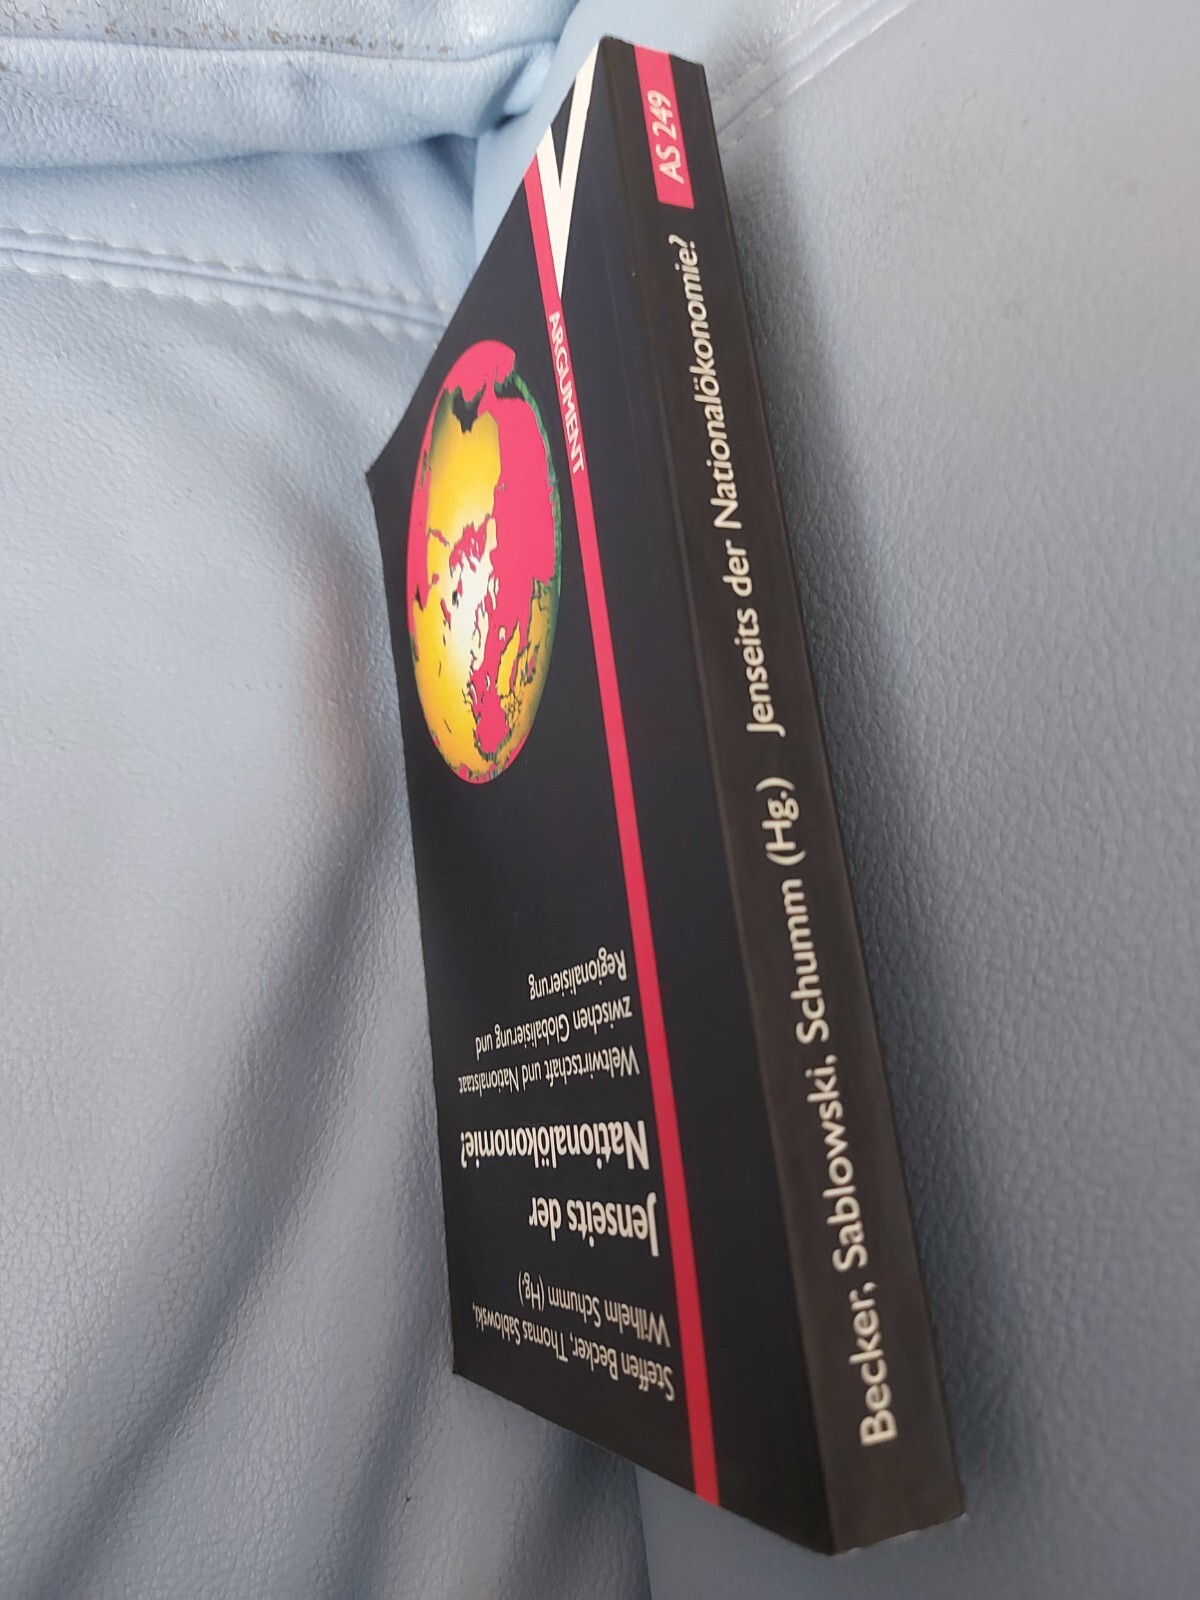 Steffen Becker, Thomas Sablowski,
Wilhelm Schumm (Hg.)
Jenseits der
Nationalökonomie?
Weltwirtschaft und Nationalstaat
zwischen Globalisierung und
Regionalisierung
ARGUMENT
Becker, Sablowski, Schumm (Hg.) Jenseits der Nationalökonomie? AS 249